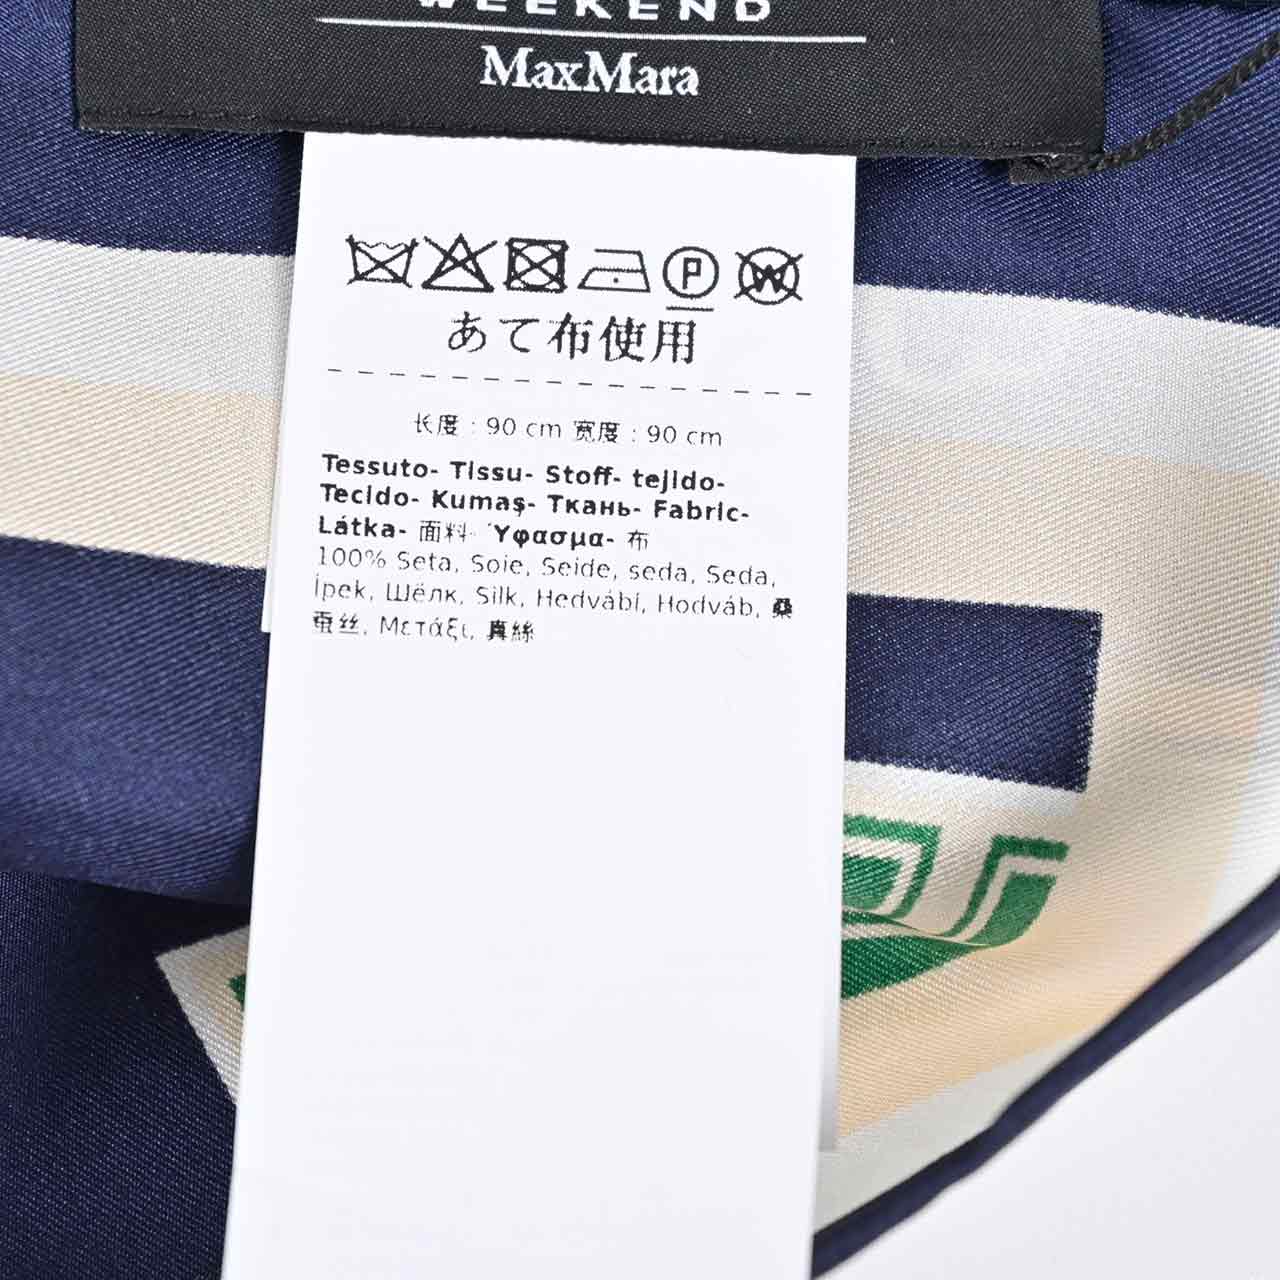 WEEKEND
MaxMara
P W
あて布使用
长度 : 90 cm 宽度 : 90 cm
Tessuto- Tissu- Stoff- tejido-
Tecido- Kumaş- Ткань- Fabric-
Látka- 面料- Ύφασμα- 布
100% Seta, Soie, Seide, seda, Seda,
İpek, Шёлк, Silk, Hedvábí, Hodváb, 桑
蚕丝, Μετάξι, 真絲